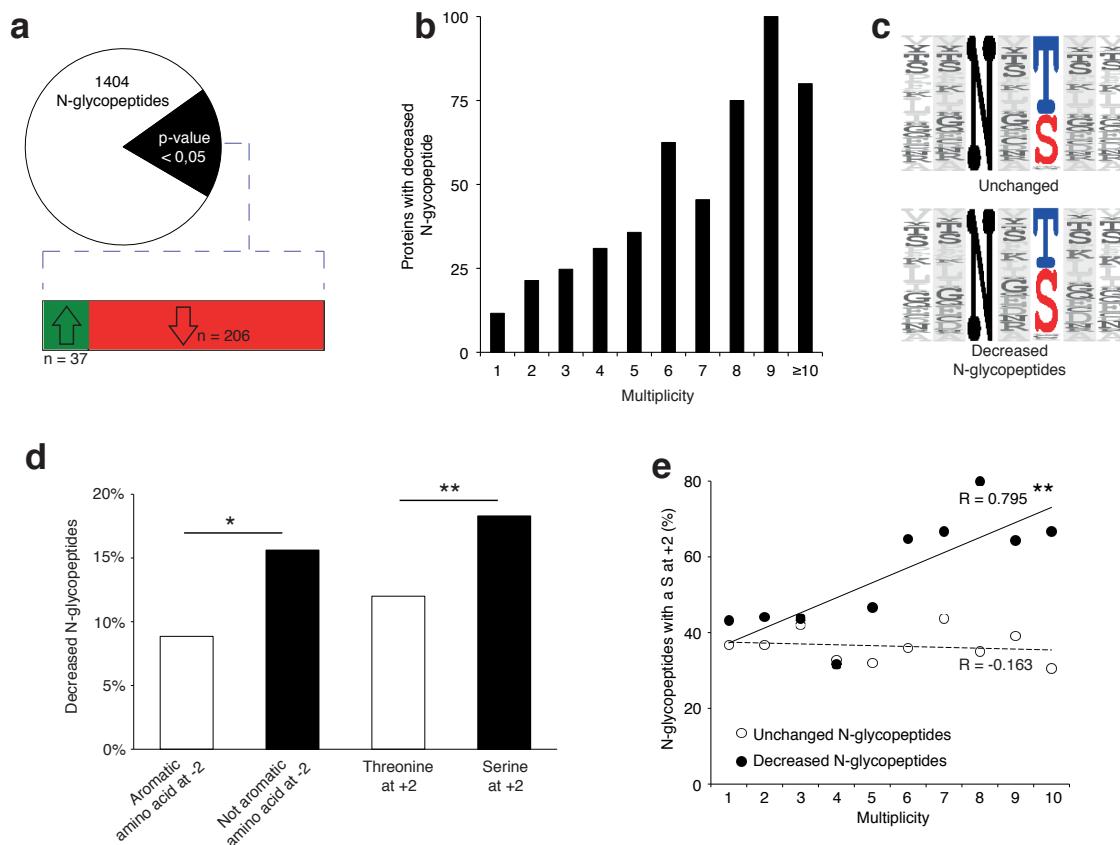 a
1404
N-glycopeptides
p-value
< 0,05
n = 206
n = 37
b
Proteins with decreased
N-gycopeptide
100
75
50
25
0
1 2 3 4 5 6 7 8 9 ≥10
Multiplicity
c
N T
S
Unchanged
N T
S
Decreased
N-glycopeptides
d
Decreased N-glycopeptides
20%
15%
10%
5%
0%
*
**
Aromatic
amino acid at -2
Not aromatic
amino acid at -2
Threonine
at +2
Serine
at +2
e
N-glycopeptides with a S at +2 (%)
80
60
40
20
0
R = 0.795
**
R = -0.163
Unchanged N-glycopeptides
Decreased N-glycopeptides
1 2 3 4 5 6 7 8 9 10
Multiplicity